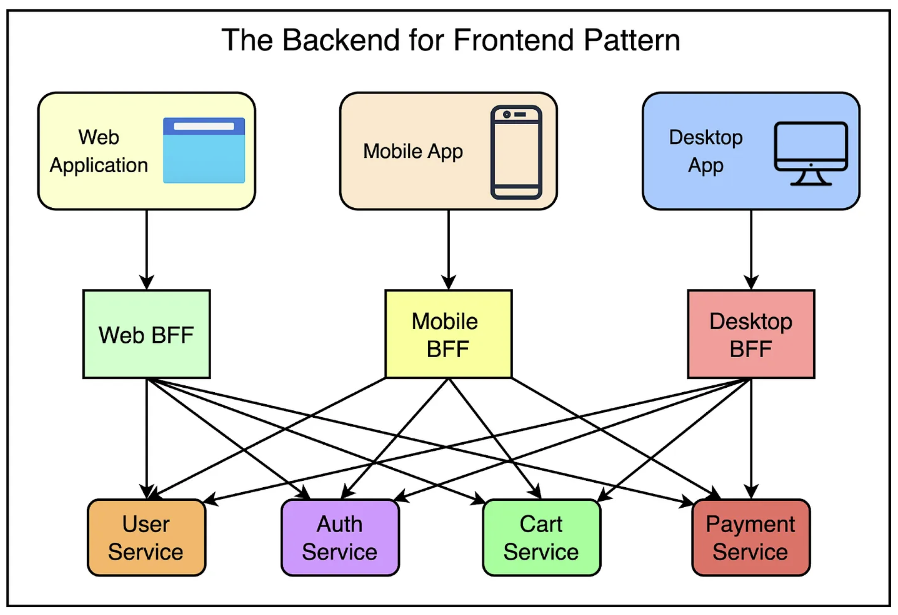 The Backend for Frontend Pattern
Web
Application
Mobile App
Desktop
App
Web BFF
Mobile
BFF
Desktop
BFF
User
Service
Auth
Service
Cart
Service
Payment
Service